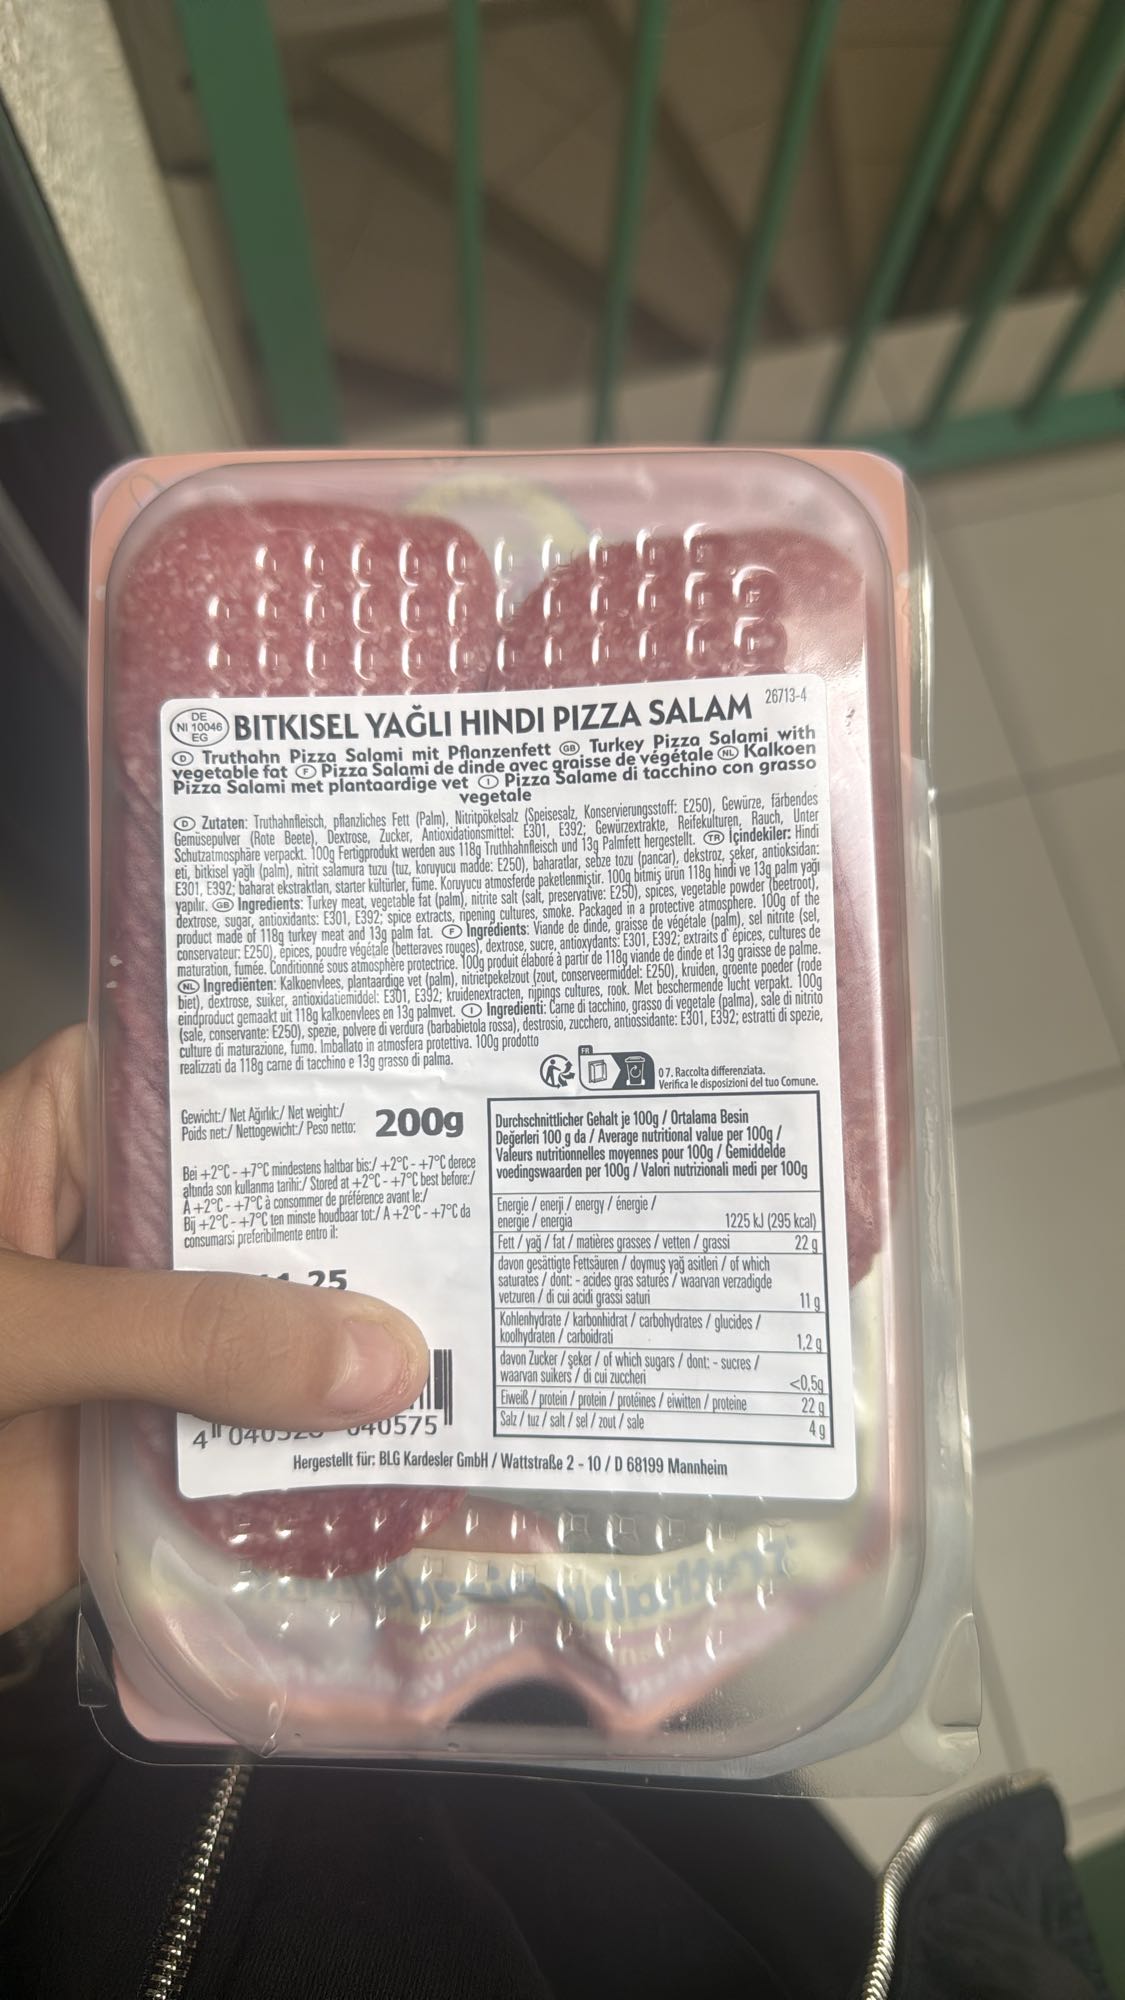 DE
NI 10046
EG
BITKISEL YAĞLI HINDI PIZZA SALAM
26713-4
D Truthahn Pizza Salami mit Pflanzenfett GB Turkey Pizza Salami with
vegetable fat F Pizza Salami de dinde avec graisse de végétale NL Kalkoen
Pizza Salami met plantaardige vet I Pizza Salame di tacchino con grasso
vegetale
D Zutaten: Truthahnfleisch, pflanzliches Fett (Palm), Nitritpökelsalz (Speisesalz, Konservierungsstoff: E250), Gewürze, färbendes
Gemüsepulver (Rote Beete), Dextrose, Zucker, Antioxidationsmittel: E301, E392; Gewürzextrakte, Reifekulturen, Rauch, Unter
Schutzatmosphäre verpackt. 100g Fertigprodukt werden aus 118g Truthhahnfleisch und 13g Palmfett hergestellt. TR İçindekiler: Hindi
eti, bitkisel yağlı (palm), nitrit salamura tuzu (tuz, koruyucu madde: E250), baharatlar, sebze tozu (pancar), dekstroz, şeker, antioksidan:
E301, E392; baharat ekstraktları, starter kültürler, füme. Koruyucu atmosferde paketlenmiştir. 100g bitmiş ürün 118g hindi ve 13g palm yağı
yapılır. GB Ingredients: Turkey meat, vegetable fat (palm), nitrite salt (salt, preservative: E250), spices, vegetable powder (beetroot),
dextrose, sugar, antioxidants: E301, E392; spice extracts, ripening cultures, smoke. Packaged in a protective atmosphere. 100g of the
product made of 118g turkey meat and 13g palm fat. F Ingrédients: Viande de dinde, graisse de végétale (palm), sel nitrite (sel,
conservateur: E250), épices, poudre végétale (betteraves rouges), dextrose, sucre, antioxydants: E301, E392; extraits d' épices, cultures de
maturation, fumée. Conditionné sous atmosphère protectrice. 100g produit élaboré à partir de 118g viande de dinde et 13g graisse de palme.
NL Ingrediënten: Kalkoenvlees, plantaardige vet (palm), nitrietpekelzout (zout, conserveermiddel: E250), kruiden, groente poeder (rode
biet), dextrose, suiker, antioxidatiemiddel: E301, E392; kruidenextracten, rijpings cultures, rook. Met beschermende lucht verpakt. 100g
eindproduct gemaakt uit 118g kalkoenvlees en 13g palmvet. I Ingredienti: Carne di tacchino, grasso di vegetale (palma), sale di nitrito
(sale, conservante: E250), spezie, polvere di verdura (barbabietola rossa), destrosio, zucchero, antiossidante: E301, E392; estratti di spezie,
culture di maturazione, fumo. Imballato in atmosfera protettiva. 100g prodotto
realizzati da 118g carne di tacchino e 13g grasso di palma.
FR
07. Raccolta differenziata.
Verifica le disposizioni del tuo Comune.
Gewicht:/ Net Ağırlık:/ Net weight:/
Poids net:/ Nettogewicht:/ Peso netto:
200g
Bei +2°C - +7°C mindestens haltbar bis:/ +2°C - +7°C derece
altında son kullanma tarihi:/ Stored at +2°C - +7°C best before:/
À +2°C - +7°C à consommer de préférence avant le:/
Bij +2°C - +7°C ten minste houdbaar tot:/ A +2°C - +7°C da
consumarsi preferibilmente entro il:
25
Durchschnittlicher Gehalt je 100g / Ortalama Besin
Değerleri 100 g da / Average nutritional value per 100g /
Valeurs nutritionnelles moyennes pour 100g / Gemiddelde
voedingswaarden per 100g / Valori nutrizionali medi per 100g
Energie / enerji / energy / énergie /
energie / energia 1225 kJ (295 kcal)
Fett / yağ / fat / matières grasses / vetten / grassi 22 g
davon gesättigte Fettsäuren / doymuş yağ asitleri / of which
saturates / dont: - acides gras saturés / waarvan verzadigde
vetzuren / di cui acidi grassi saturi 11 g
Kohlenhydrate / karbonhidrat / carbohydrates / glucides /
koolhydraten / carboidrati 1,2 g
davon Zucker / şeker / of which sugars / dont: - sucres /
waarvan suikers / di cui zuccheri <0,5g
Eiweiß / protein / protein / protéines / eiwitten / proteine 22 g
Salz / tuz / salt / sel / zout / sale 4 g
4 040575
Hergestellt für: BLG Kardesler GmbH / Wattstraße 2 - 10 / D 68199 Mannheim